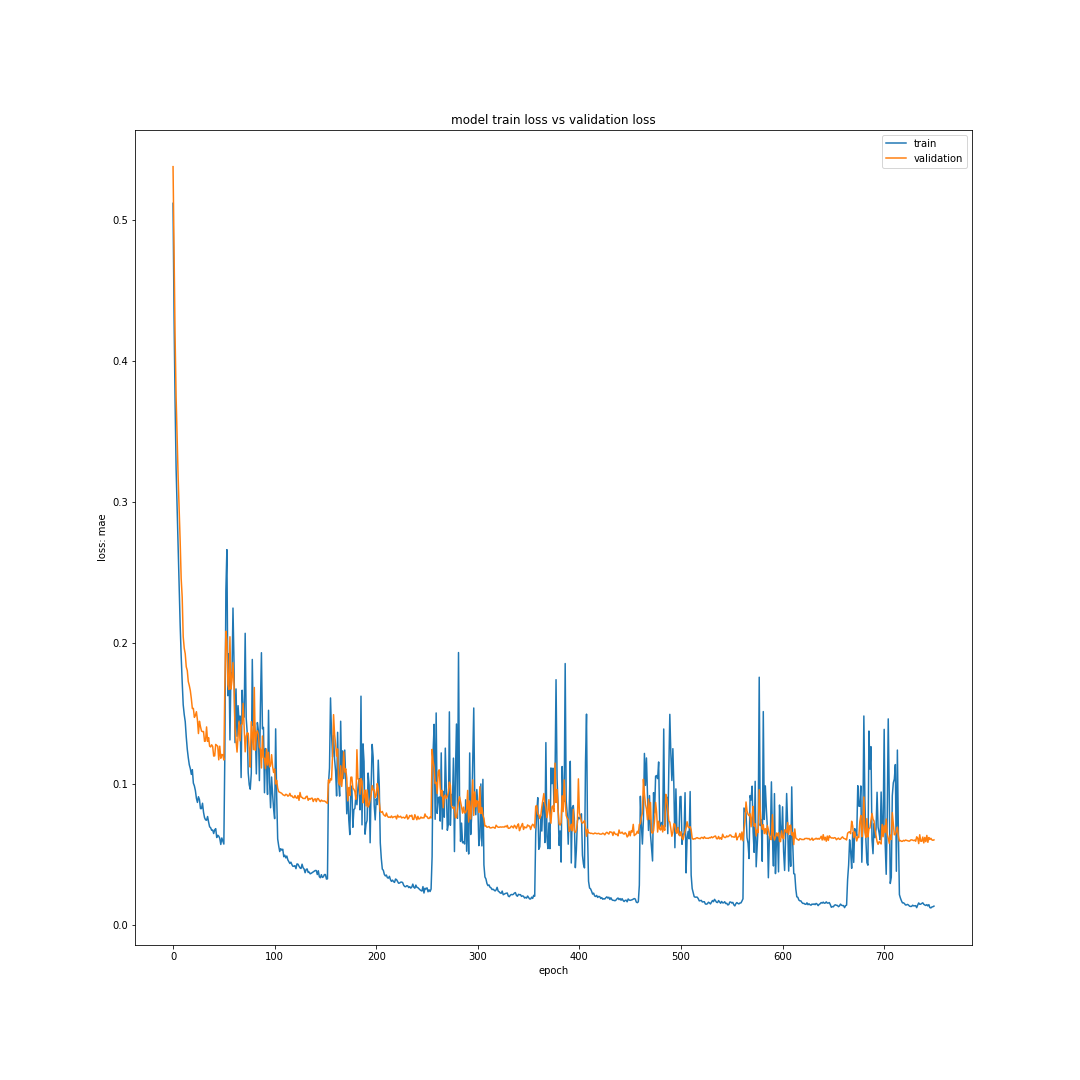 model train loss vs validation loss
train
validation
0.5
0.4
0.3
0.2
0.1
0.0
loss: mae
0 100 200 300 400 500 600 700
epoch